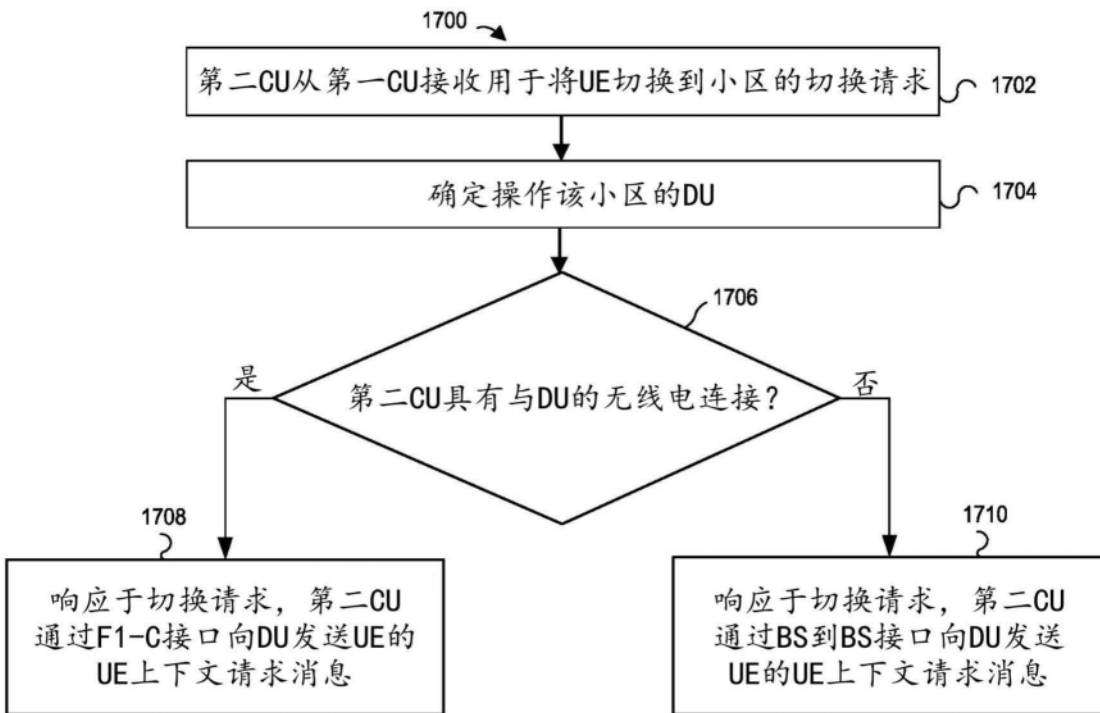 1700
第二CU从第一CU接收用于将UE切换到小区的切换请求
1702
确定操作该小区的DU
1704
1706
第二CU具有与DU的无线电连接?
是
否
1708
响应于切换请求, 第二CU
通过F1-C接口向DU发送UE的
UE上下文请求消息
1710
响应于切换请求, 第二CU
通过BS到BS接口向DU发送
UE的UE上下文请求消息